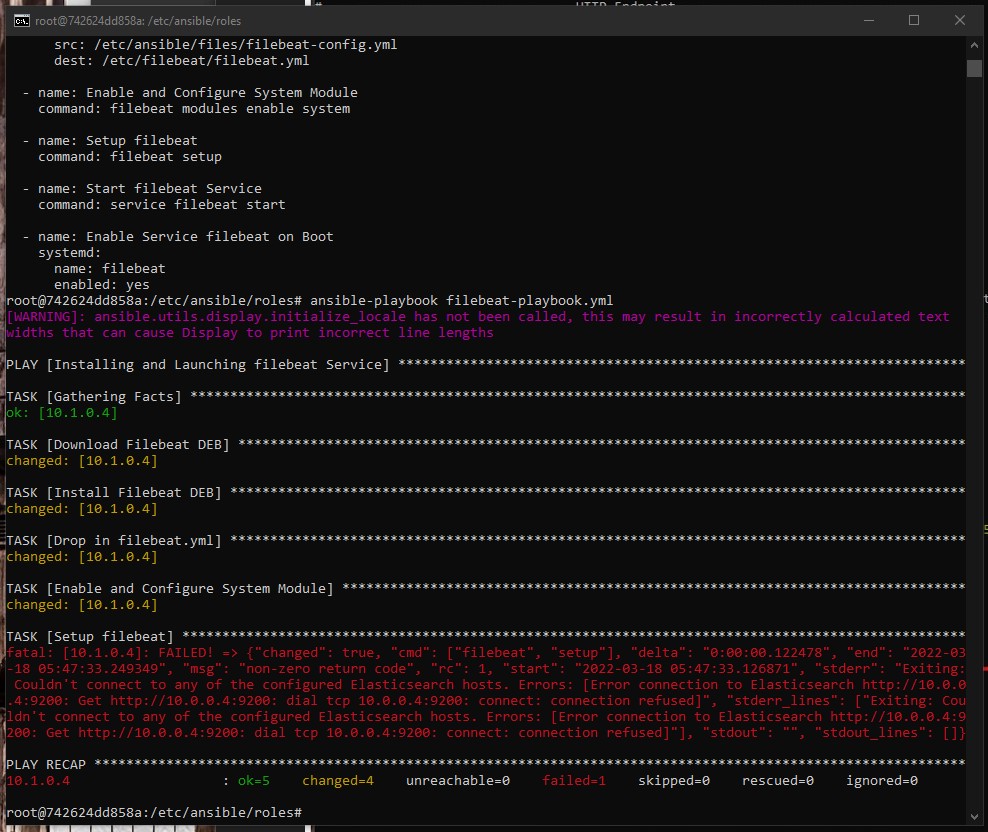 HTTP Endpoint
root@742624dd858a: /etc/ansible/roles
src: /etc/ansible/files/filebeat-config.yml
dest: /etc/filebeat/filebeat.yml
- name: Enable and Configure System Module
command: filebeat modules enable system
- name: Setup filebeat
command: filebeat setup
- name: Start filebeat Service
command: service filebeat start
- name: Enable Service filebeat on Boot
systemd:
name: filebeat
enabled: yes
root@742624dd858a:/etc/ansible/roles# ansible-playbook filebeat-playbook.yml
[WARNING]: ansible.utils.display.initialize_locale has not been called, this may result in incorrectly calculated text
widths that can cause Display to print incorrect line lengths
PLAY [Installing and Launching filebeat Service] ***********************************************************************
TASK [Gathering Facts] *************************************************************************************************
ok: [10.1.0.4]
TASK [Download Filebeat DEB] *******************************************************************************************
changed: [10.1.0.4]
TASK [Install Filebeat DEB] ********************************************************************************************
changed: [10.1.0.4]
TASK [Drop in filebeat.yml] ********************************************************************************************
changed: [10.1.0.4]
TASK [Enable and Configure System Module] ******************************************************************************
changed: [10.1.0.4]
TASK [Setup filebeat] **************************************************************************************************
fatal: [10.1.0.4]: FAILED! => {"changed": true, "cmd": ["filebeat", "setup"], "delta": "0:00:00.122478", "end": "2022-03
-18 05:47:33.249349", "msg": "non-zero return code", "rc": 1, "start": "2022-03-18 05:47:33.126871", "stderr": "Exiting:
Couldn't connect to any of the configured Elasticsearch hosts. Errors: [Error connection to Elasticsearch http://10.0.0
.4:9200: Get http://10.0.0.4:9200: dial tcp 10.0.0.4:9200: connect: connection refused]", "stderr_lines": ["Exiting: Cou
ldn't connect to any of the configured Elasticsearch hosts. Errors: [Error connection to Elasticsearch http://10.0.0.4:9
200: Get http://10.0.0.4:9200: dial tcp 10.0.0.4:9200: connect: connection refused]"], "stdout": "", "stdout_lines": []}
PLAY RECAP *************************************************************************************************************
10.1.0.4 : ok=5 changed=4 unreachable=0 failed=1 skipped=0 rescued=0 ignored=0
root@742624dd858a:/etc/ansible/roles#